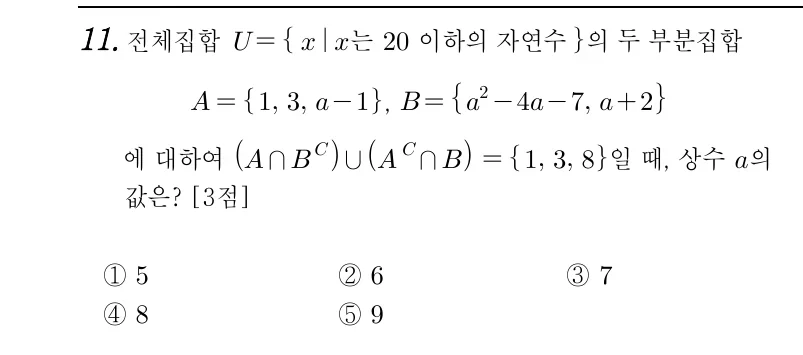 11. 전체집합 U={ x | x는 20 이하의 자연수 }의 두 부분집합
A={1, 3, a-1}, B={a²-4a-7, a+2}
에 대하여 (A∩Bᶜ)∪(Aᶜ∩B)={1, 3, 8}일 때, 상수 a의
값은? [3점]
① 5 ② 6 ③ 7
④ 8 ⑤ 9